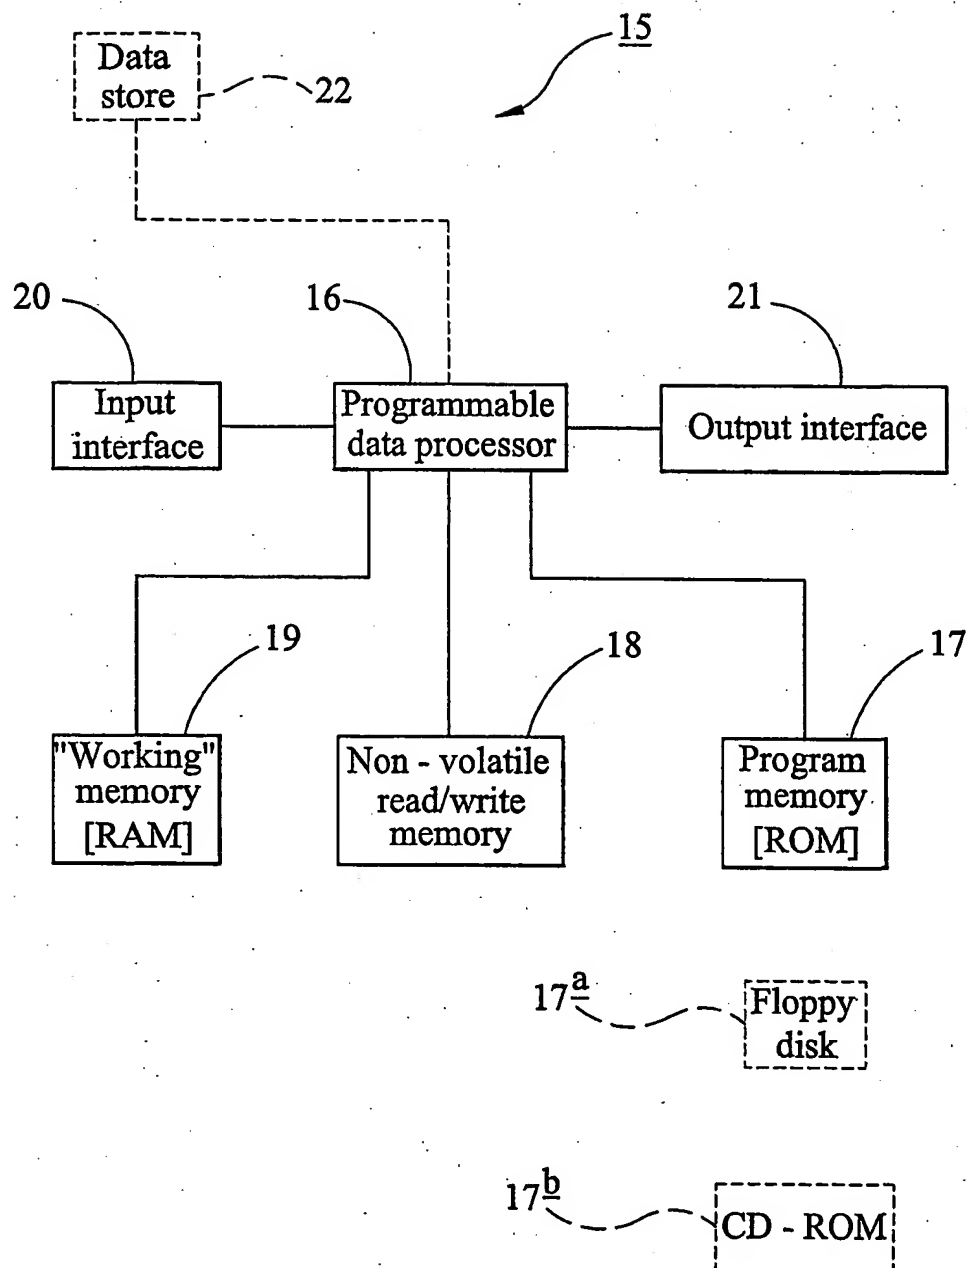 15
Data
store
22
20
16
21
Input
interface
Programmable
data processor
Output interface
19
18
17
"Working"
memory
[RAM]
Non - volatile
read/write
memory
Program
memory
[ROM]
17a
Floppy
disk
17b
CD - ROM